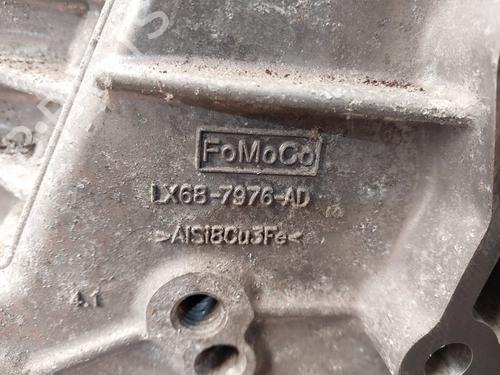 FoMoCo
LX68-7976-AD
>AlSi8Cu3Fe<
4.1